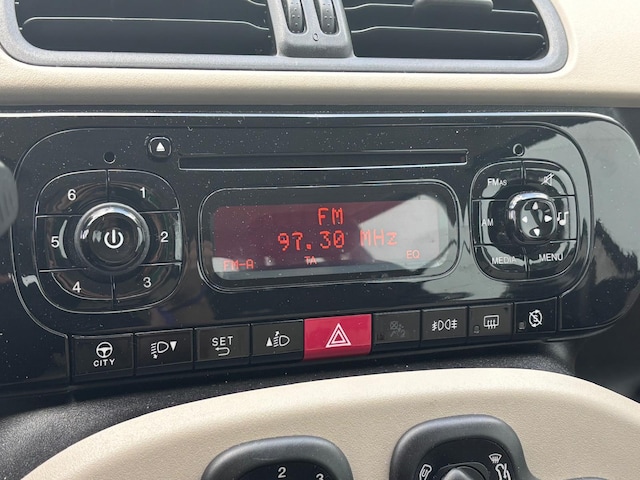 6 1
5 2
4 3
FM
97.30 MHz
FM-A TA EQ
FMAS
AM
MEDIA MENU
CITY
SET
2 3